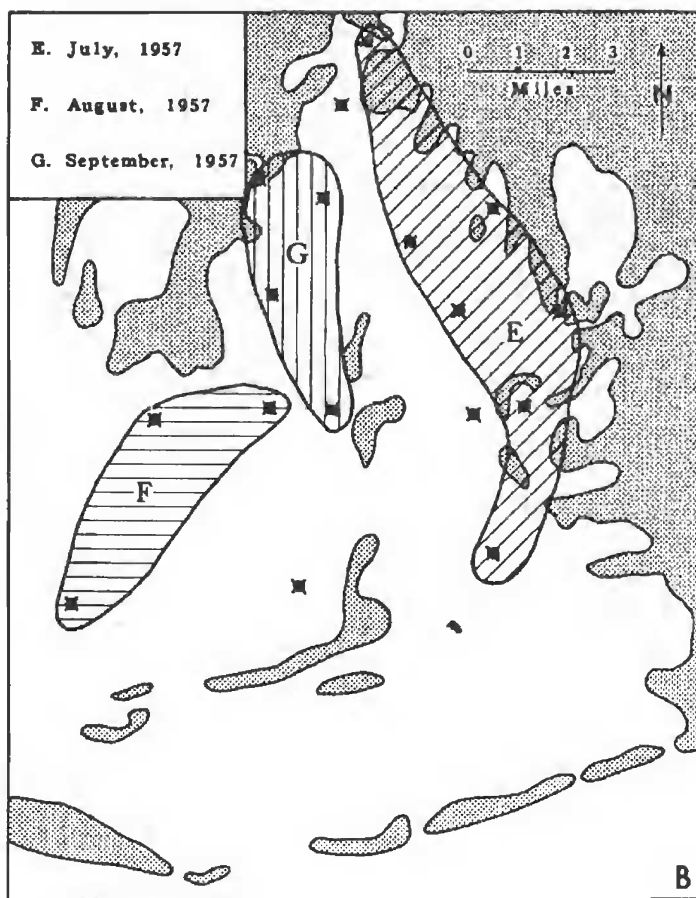 E. July, 1957
F. August, 1957
G. September, 1957
0 1 2 3
Miles
N
G
E
F
B